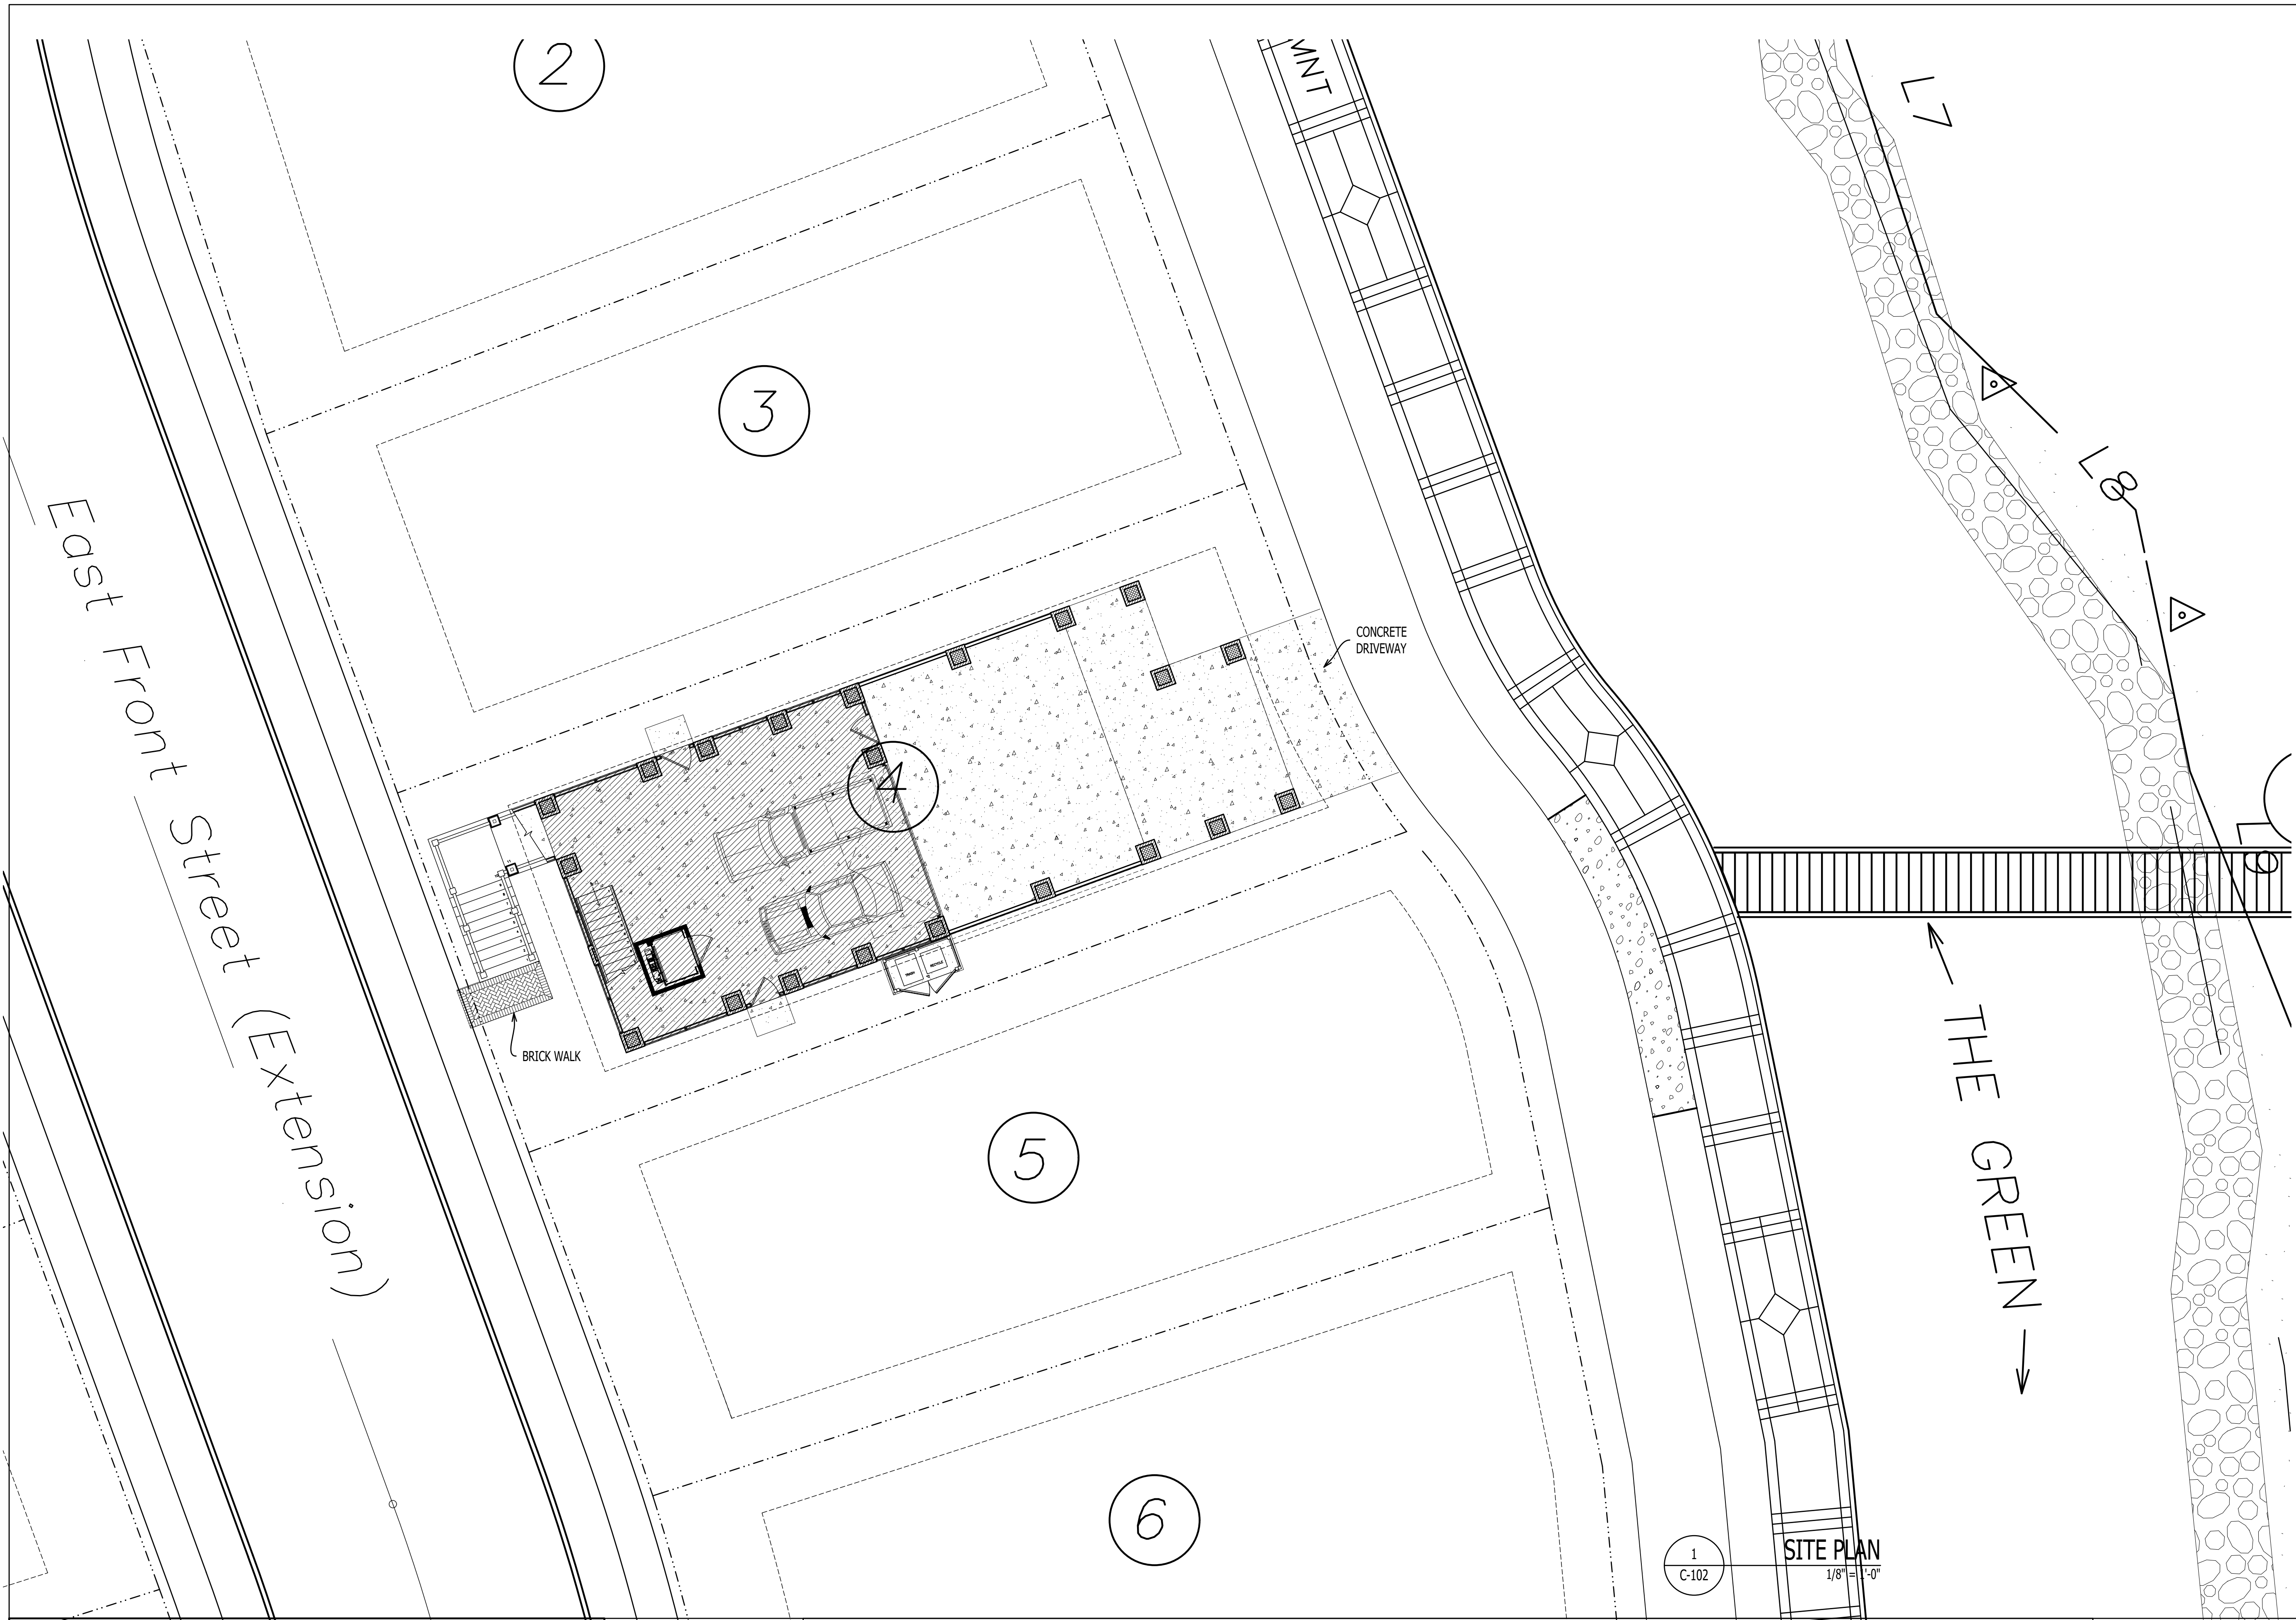 2
MNT
L7
3
L8
East Front Street (Extension)
CONCRETE
DRIVEWAY
4
L9
BRICK WALK
THE GREEN
5
6
1
C-102
SITE PLAN
1/8" = 1'-0"